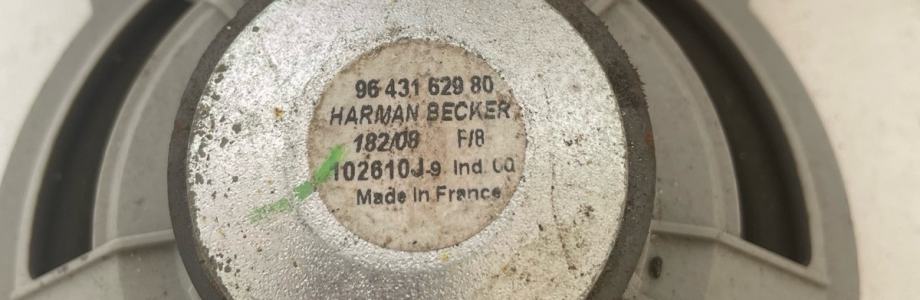 96 431 629 80
HARMAN BECKER
182/08 F/8
102610J-9 Ind. 00
Made in France